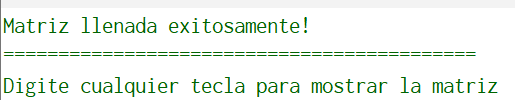 Matriz llenada exitosamente!
===========================================
Digite cualquier tecla para mostrar la matriz